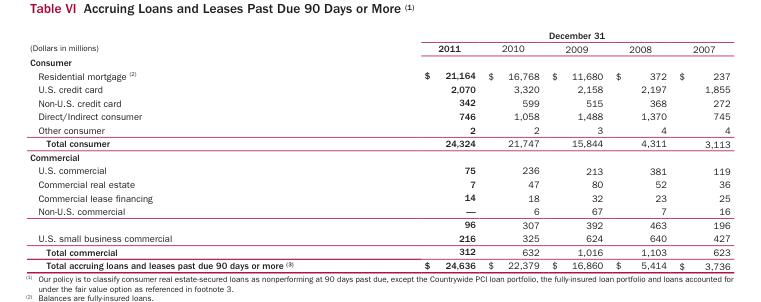 Table VI Accruing Loans and Leases Past Due 90 Days or More (1)
December 31
(Dollars in millions) 2011 2010 2009 2008 2007
Consumer
Residential mortgage (2) $ 21,164 $ 16,768 $ 11,680 $ 372 $ 237
U.S. credit card 2,070 3,320 2,158 2,197 1,855
Non-U.S. credit card 342 599 515 368 272
Direct/Indirect consumer 746 1,058 1,488 1,370 745
Other consumer 2 2 3 4 4
Total consumer 24,324 21,747 15,844 4,311 3,113
Commercial
U.S. commercial 75 236 213 381 119
Commercial real estate 7 47 80 52 36
Commercial lease financing 14 18 32 23 25
Non-U.S. commercial — 6 67 7 16
96 307 392 463 196
U.S. small business commercial 216 325 624 640 427
Total commercial 312 632 1,016 1,103 623
Total accruing loans and leases past due 90 days or more (3) $ 24,636 $ 22,379 $ 16,860 $ 5,414 $ 3,736
(1) Our policy is to classify consumer real estate-secured loans as nonperforming at 90 days past due, except the Countrywide PCI loan portfolio, the fully-insured loan portfolio and loans accounted for
under the fair value option as referenced in footnote 3.
(2) Balances are fully-insured loans.